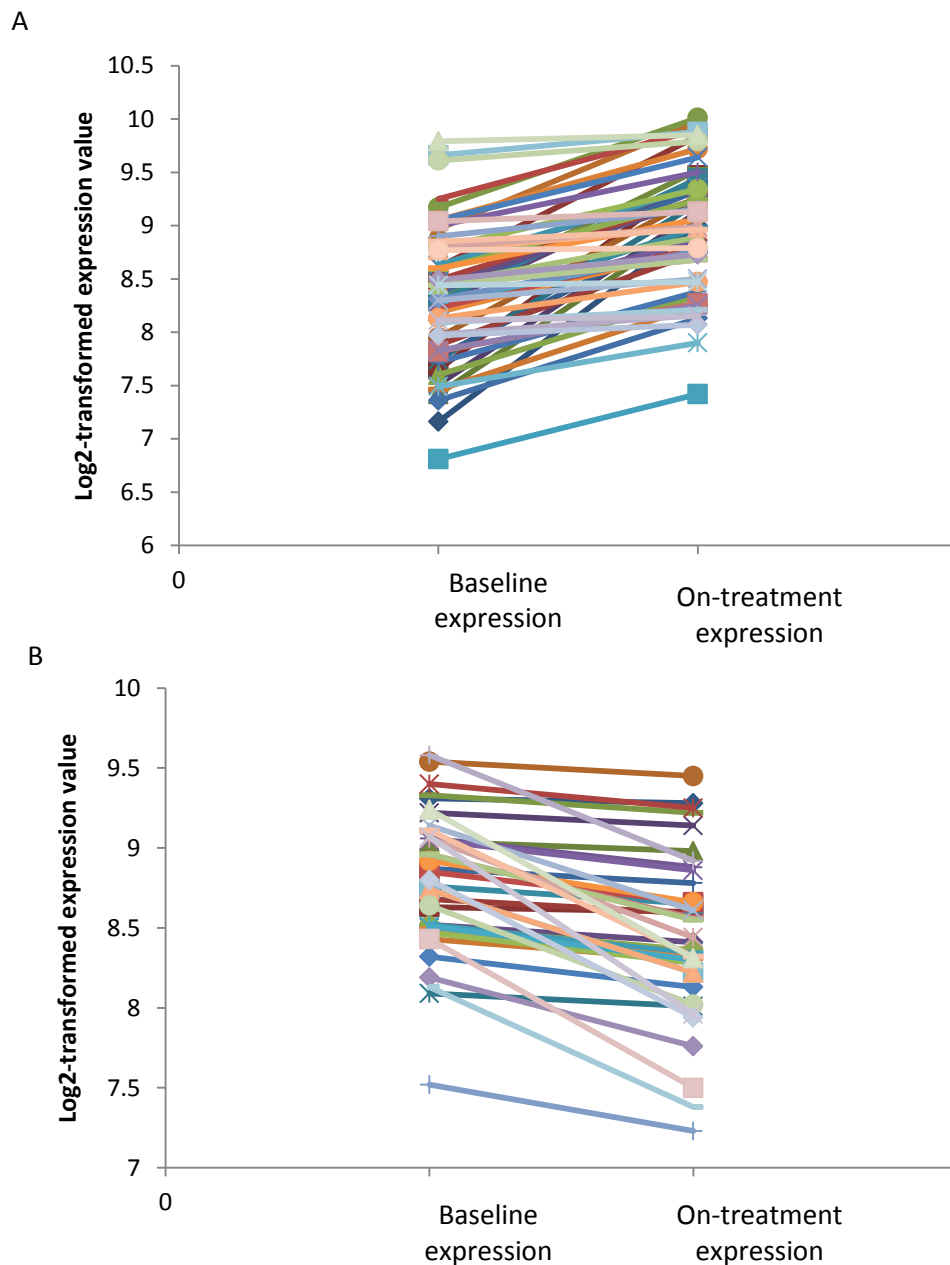 A
Log2-transformed expression value
10.5
10
9.5
9
8.5
8
7.5
7
6.5
6
0
Baseline
expression
On-treatment
expression
B
Log2-transformed expression value
10
9.5
9
8.5
8
7.5
7
0
Baseline
expression
On-treatment
expression